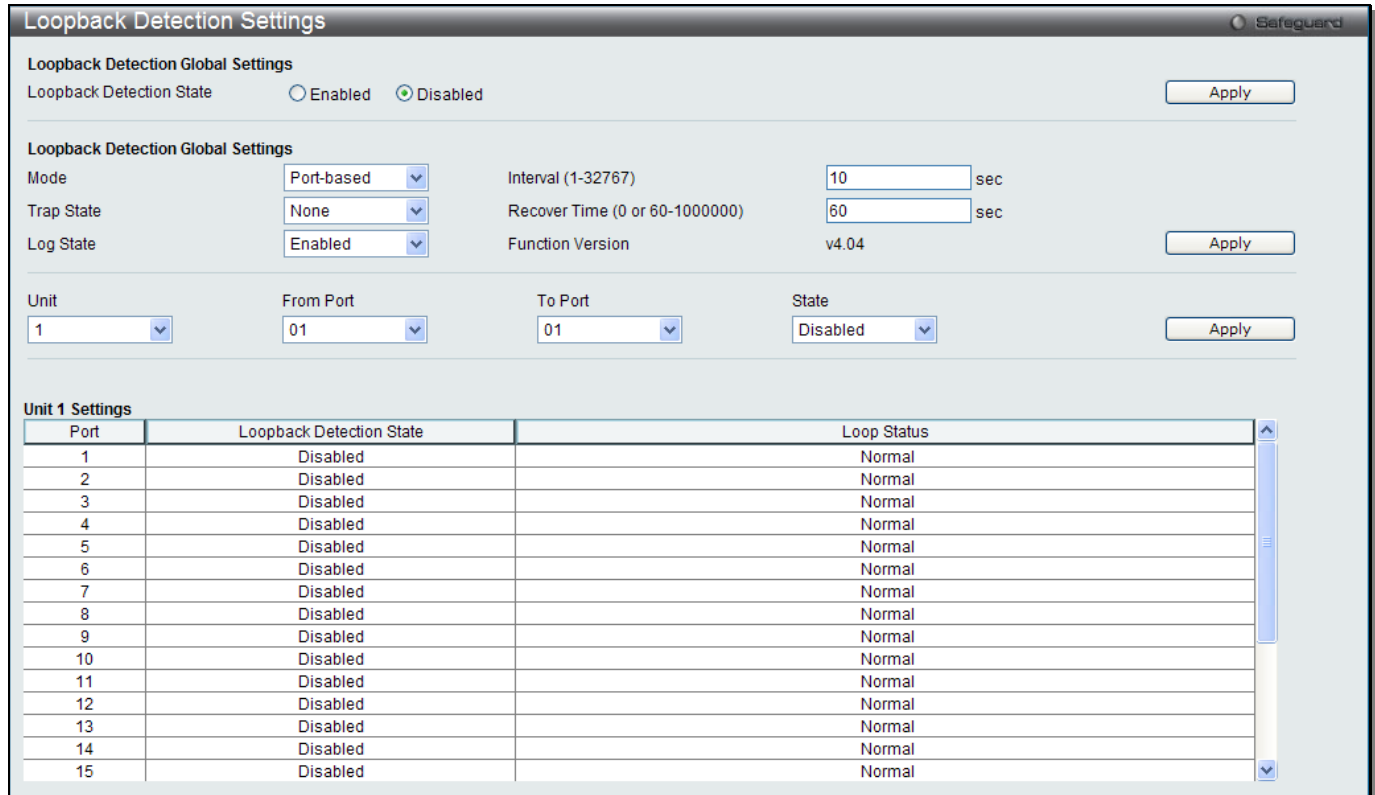 Loopback Detection Settings
Safeguard
Loopback Detection Global Settings
Loopback Detection State Enabled Disabled Apply
Loopback Detection Global Settings
Mode Port-based Interval (1-32767) 10 sec
Trap State None Recover Time (0 or 60-1000000) 60 sec
Log State Enabled Function Version v4.04 Apply
Unit From Port To Port State
1 01 01 Disabled Apply
Unit 1 Settings
Port Loopback Detection State Loop Status
1 Disabled Normal
2 Disabled Normal
3 Disabled Normal
4 Disabled Normal
5 Disabled Normal
6 Disabled Normal
7 Disabled Normal
8 Disabled Normal
9 Disabled Normal
10 Disabled Normal
11 Disabled Normal
12 Disabled Normal
13 Disabled Normal
14 Disabled Normal
15 Disabled Normal